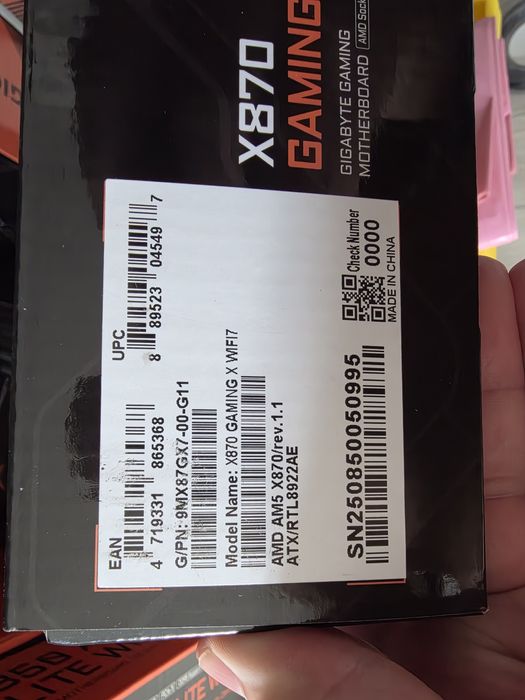 X870
GAMING
GIGABYTE GAMING
MOTHERBOARD
UPC
8 89523 04549 7
EAN
4 719331 865368
G/PN: 9MX87GX7-00-G11
Model Name: X870 GAMING X WIFI7
AMD AM5 X870/rev.1.1
ATX/RTL8922AE
Check Number
0000
MADE IN CHINA
SN250850050995